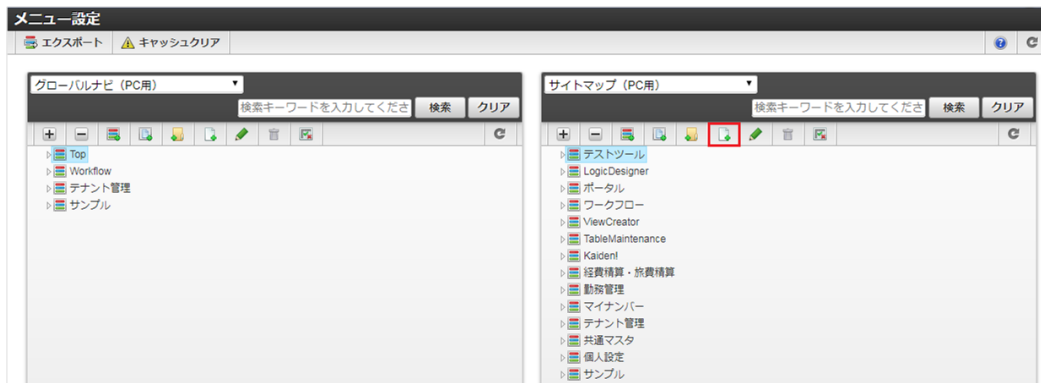 メニュー設定
エクスポート キャッシュクリア
グローバルナビ（PC用）
検索キーワードを入力してくださ 検索 クリア
Top
Workflow
テナント管理
サンプル
サイトマップ（PC用）
検索キーワードを入力してくださ 検索 クリア
テストツール
LogicDesigner
ポータル
ワークフロー
ViewCreator
TableMaintenance
Kaiden!
経費精算・旅費精算
勤務管理
マイナンバー
テナント管理
共通マスタ
個人設定
サンプル